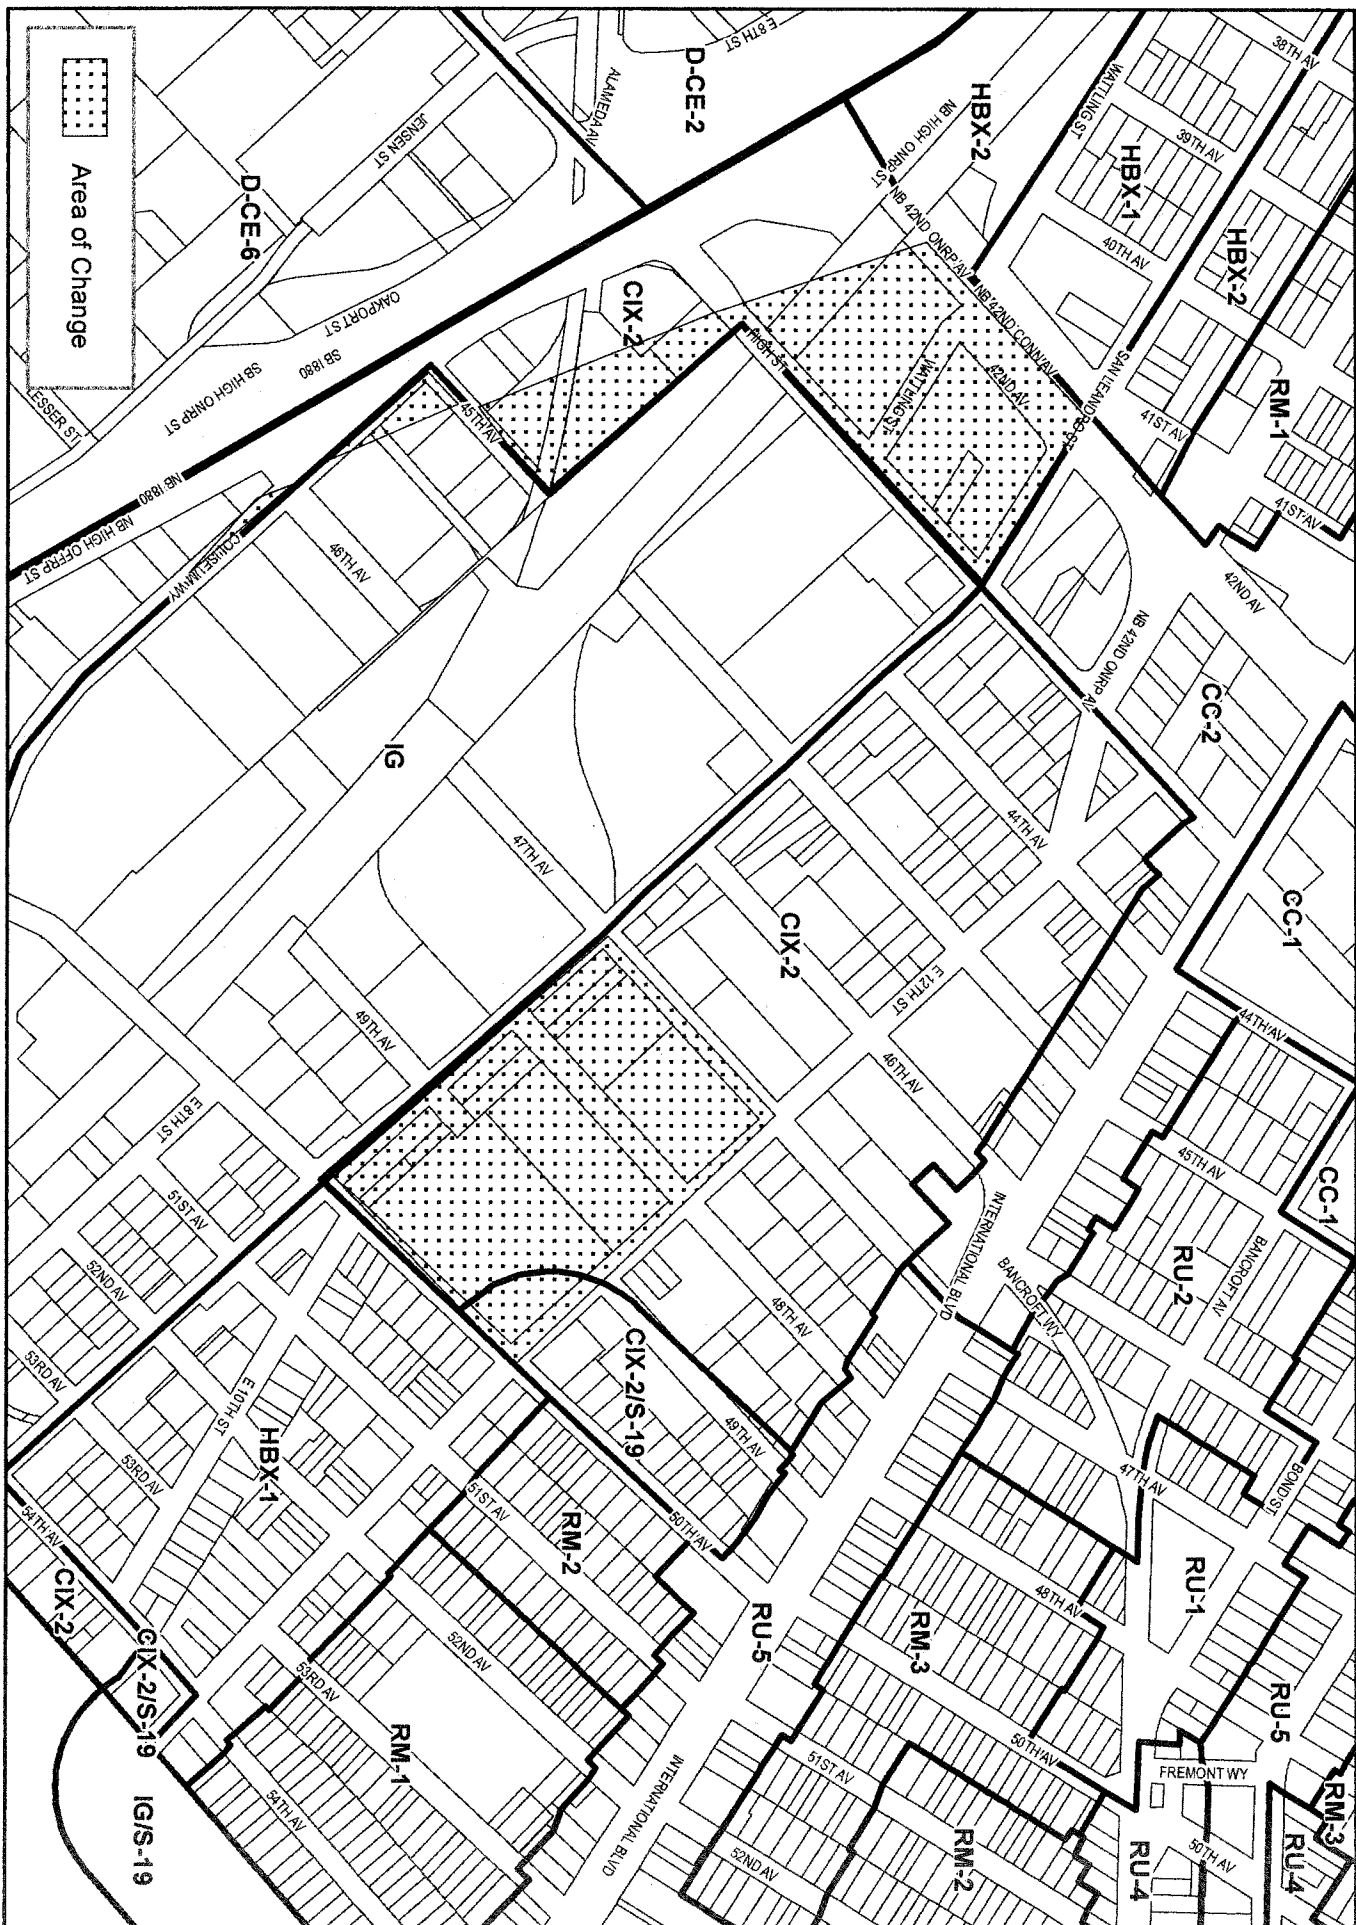 Area of Change
38TH AV
WATTLING ST
39TH AV
HBX-1
HBX-2
40TH AV
RM-1
41ST AV
41ST AV
SAN LEANDRO ST
E 8TH ST
D-CE-2
ALAMEDA AV
HBX-2
NB HIGH ONRP ST
NB 42ND ONRP AV
NB 42ND CONN AV
42ND AV
WATTLING ST
HIGH ST
JENSEN ST
D-CE-6
OAKPORT ST
SB I880
SB HIGH ONRP ST
LESSER ST
NB I880
NB HIGH OFFRP ST
CIX-2
45TH AV
46TH AV
COLISEUM WY
42ND AV
NB 42ND ONRP AV
CC-2
CC-1
IG
44TH AV
CIX-2
E 12TH ST
46TH AV
47TH AV
49TH AV
E 8TH ST
51ST AV
52ND AV
53RD AV
44TH AV
CC-1
45TH AV
RU-2
BANCROFT AV
INTERNATIONAL BLVD
BANCROFT WY
48TH AV
CIX-2/S-19
49TH AV
50TH AV
E 10TH ST
HBX-1
53RD AV
54TH AV
51ST AV
RM-2
52ND AV
53RD AV
CIX-2
CIX-2/S-19
RM-1
54TH AV
IG/S-19
47TH AV
BOND ST
RU-1
48TH AV
RM-3
RU-5
RU-5
50TH AV
51ST AV
FREMONT WY
RM-3
RU-4
50TH AV
RU-4
RM-2
52ND AV
INTERNATIONAL BLVD